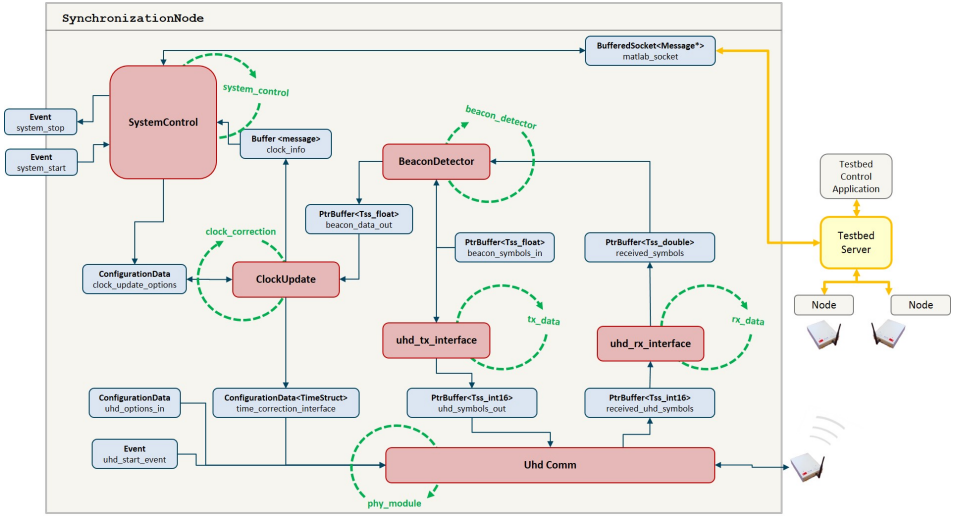 SynchronizationNode
BufferedSocket<Message*>
matlab_socket
system_control
SystemControl
Event
system_stop
Event
system_start
Buffer <message>
clock_info
beacon_detector
BeaconDetector
Testbed
Control
Application
PtrBuffer<Tss_float>
beacon_data_out
clock_correction
PtrBuffer<Tss_float>
beacon_symbols_in
PtrBuffer<Tss_double>
received_symbols
Testbed
Server
ConfigurationData
clock_update_options
ClockUpdate
Node
Node
tx_data
rx_data
uhd_tx_interface
uhd_rx_interface
ConfigurationData
uhd_options_in
ConfigurationData<TimeStruct>
time_correction_interface
PtrBuffer<Tss_int16>
uhd_symbols_out
PtrBuffer<Tss_int16>
received_uhd_symbols
Event
uhd_start_event
Uhd Comm
phy_module